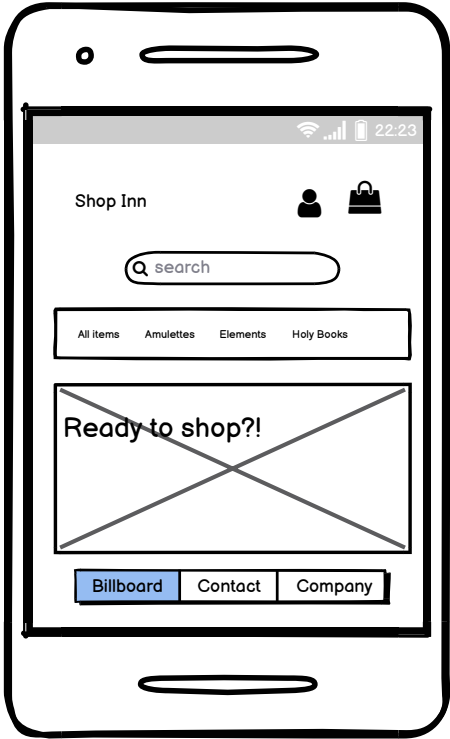 22:23
Shop Inn
search
All items Amulettes Elements Holy Books
Ready to shop?!
Billboard Contact Company